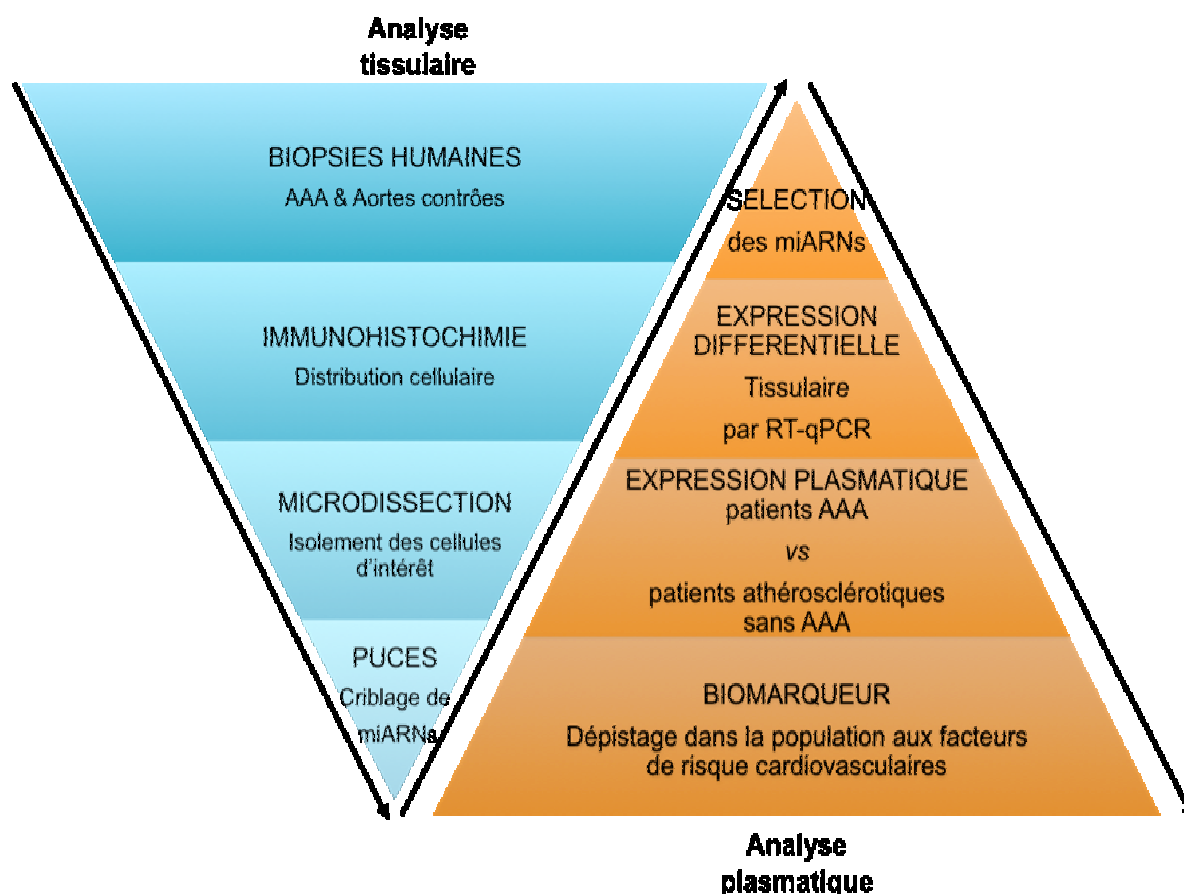 Analyse
tissulaire
BIOPSIES HUMAINES
AAA & Aortes contrôes
IMMUNOHISTOCHIMIE
Distribution cellulaire
MICRODISSECTION
Isolement des cellules
d'intérêt
PUCES
Criblage de
miARNs
SELECTION
des miARNs
EXPRESSION
DIFFERENTIELLE
Tissulaire
par RT-qPCR
EXPRESSION PLASMATIQUE
patients AAA
vs
patients athérosclérotiques
sans AAA
BIOMARQUEUR
Dépistage dans la population aux facteurs
de risque cardiovasculaires
Analyse
plasmatique